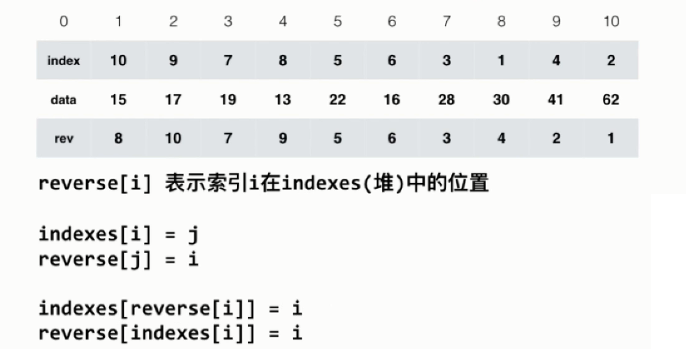 0 1 2 3 4 5 6 7 8 9 10
index 10 9 7 8 5 6 3 1 4 2
data 15 17 19 13 22 16 28 30 41 62
rev 8 10 7 9 5 6 3 4 2 1
reverse[i] 表示索引i在indexes(堆)中的位置
indexes[i] = j
reverse[j] = i
indexes[reverse[i]] = i
reverse[indexes[i]] = i